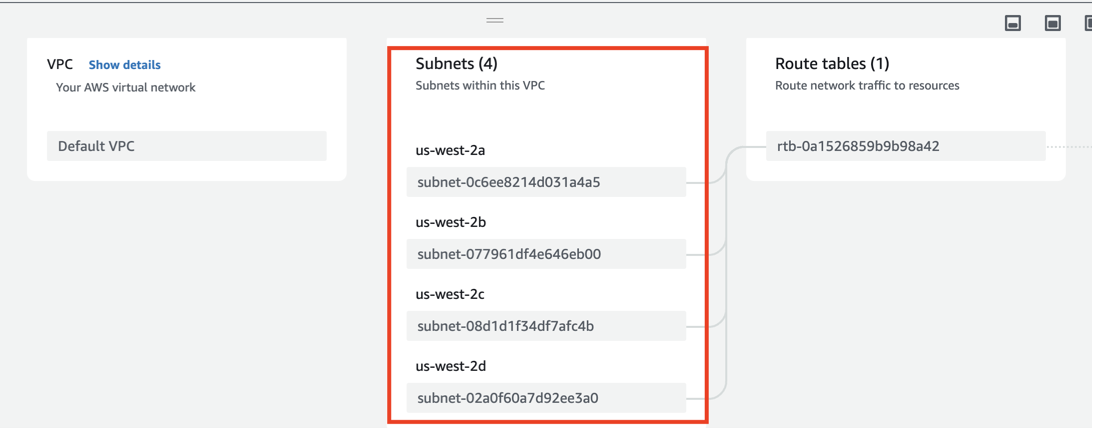 VPC Show details
Your AWS virtual network
Default VPC
Subnets (4)
Subnets within this VPC
us-west-2a
subnet-0c6ee8214d031a4a5
us-west-2b
subnet-077961df4e646eb00
us-west-2c
subnet-08d1d1f34df7afc4b
us-west-2d
subnet-02a0f60a7d92ee3a0
Route tables (1)
Route network traffic to resources
rtb-0a1526859b9b98a42